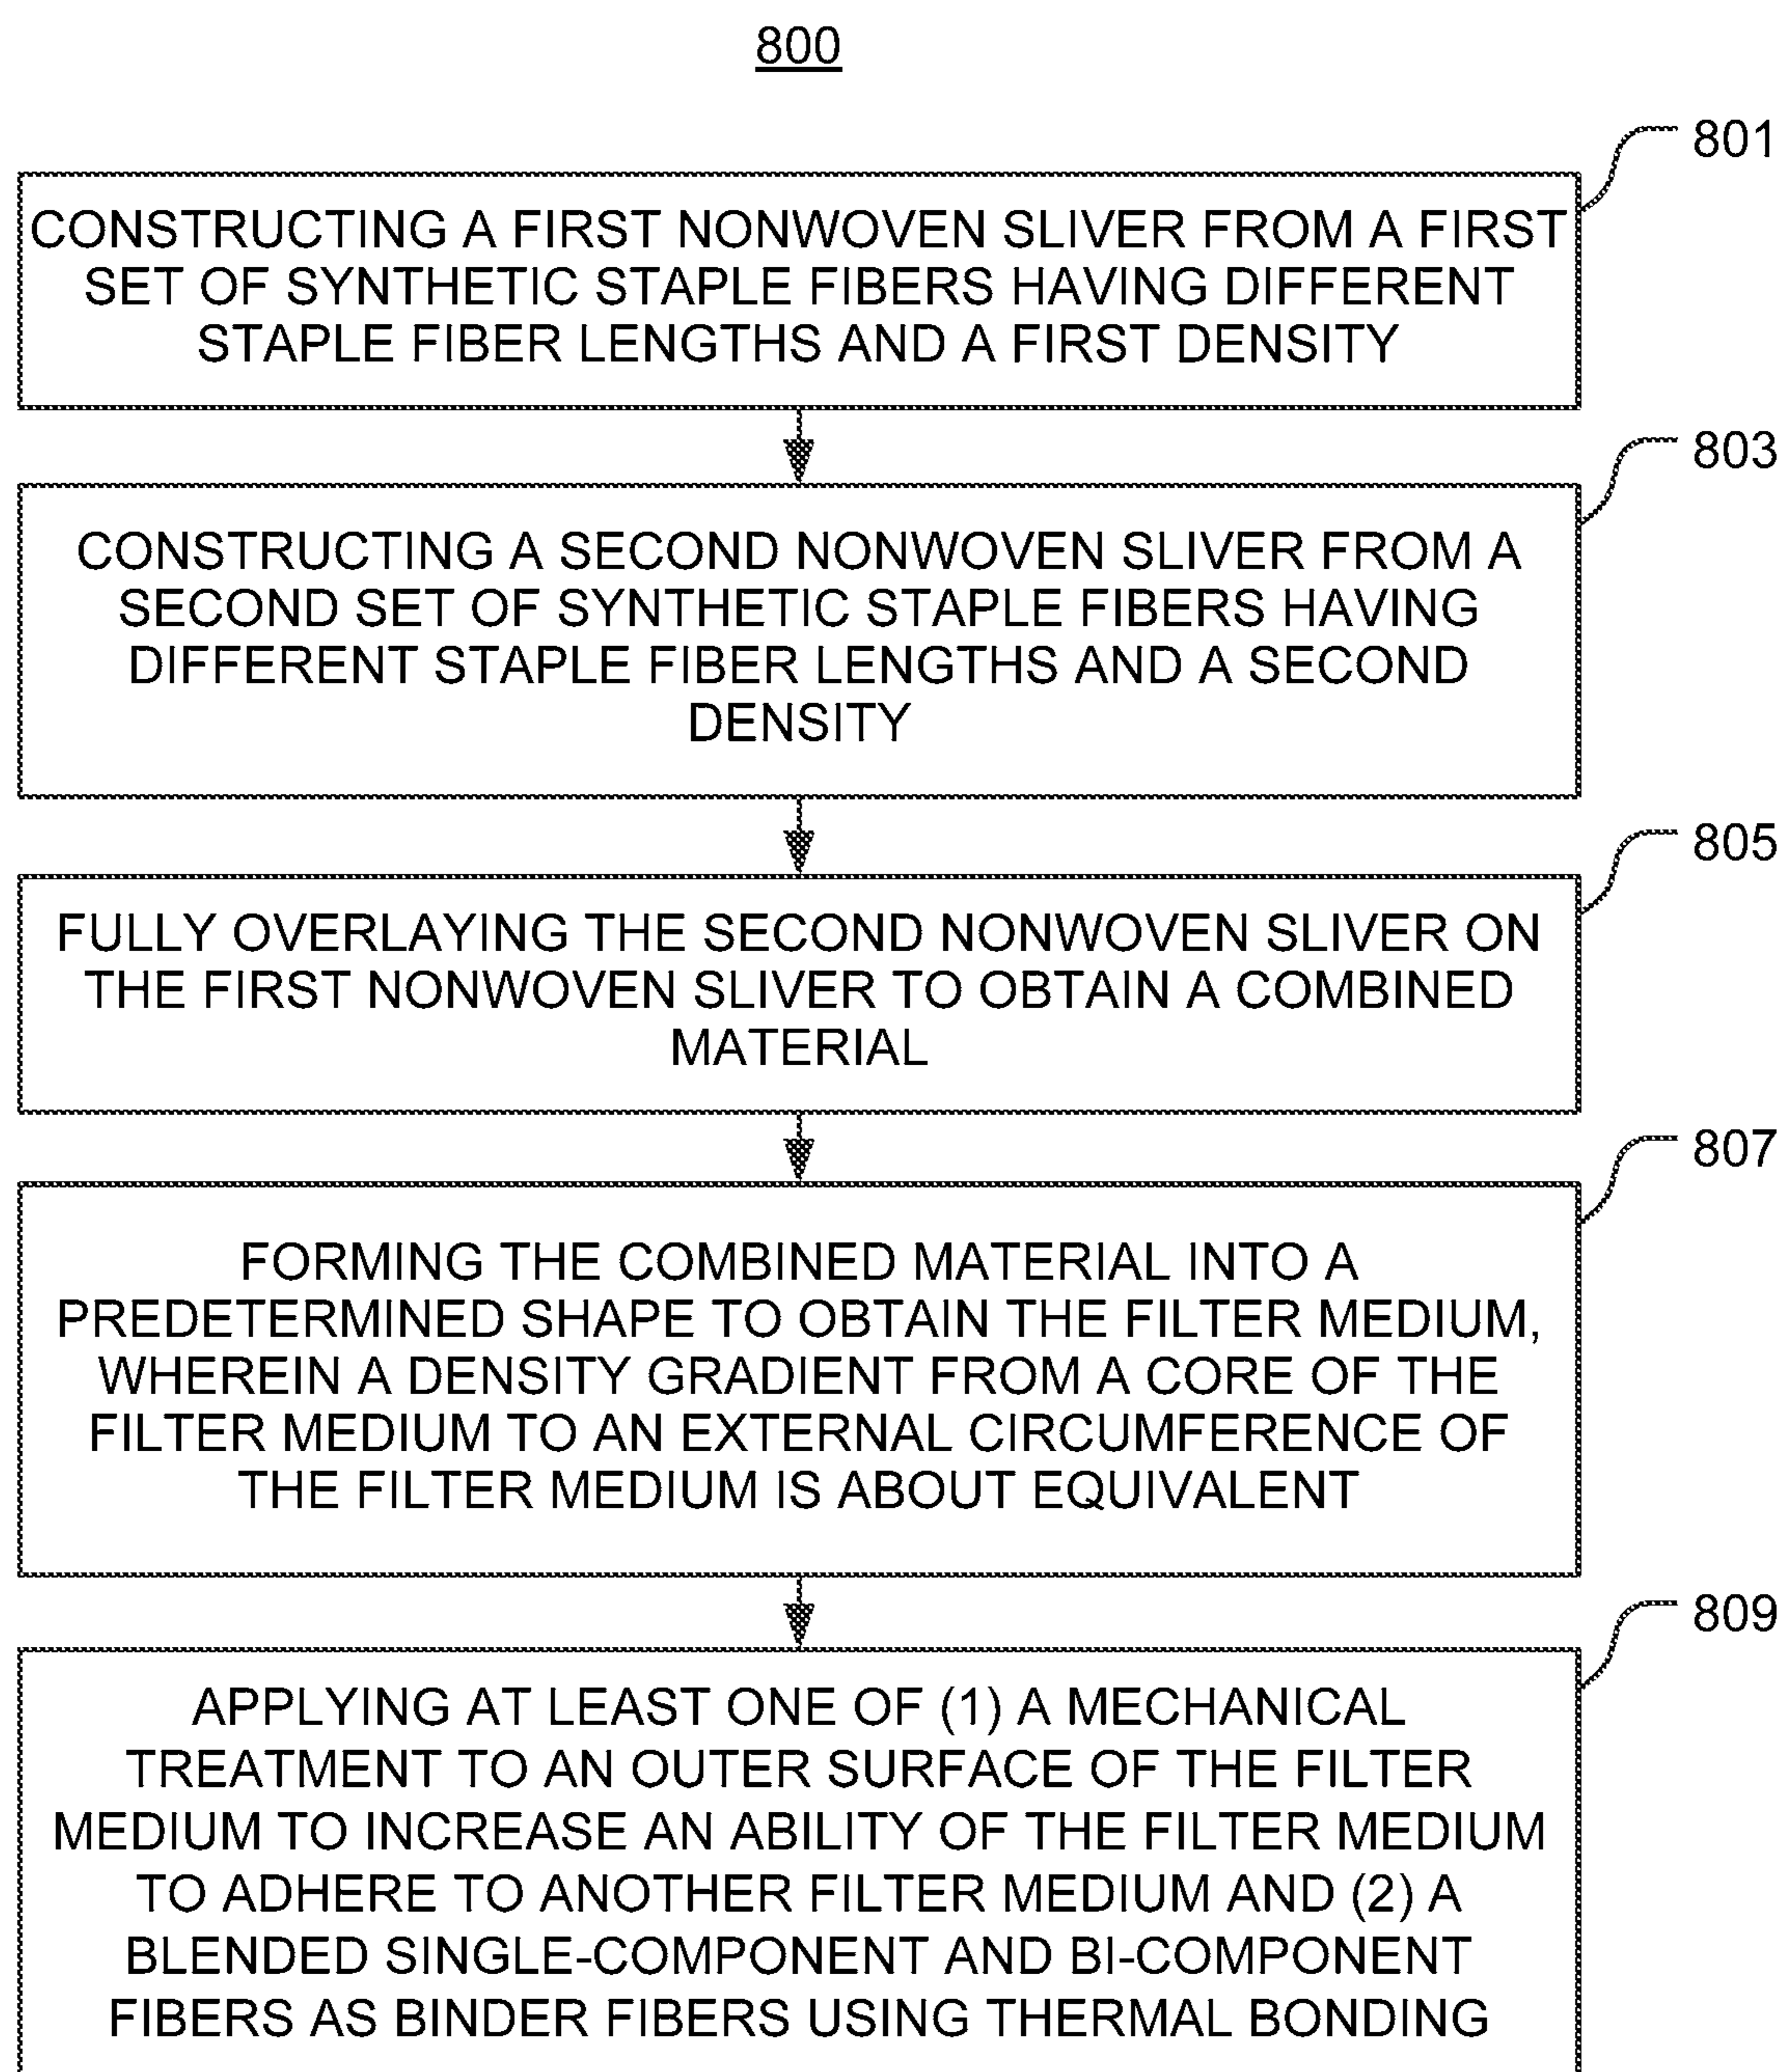 800
801
CONSTRUCTING A FIRST NONWOVEN SLIVER FROM A FIRST
SET OF SYNTHETIC STAPLE FIBERS HAVING DIFFERENT
STAPLE FIBER LENGTHS AND A FIRST DENSITY
803
CONSTRUCTING A SECOND NONWOVEN SLIVER FROM A
SECOND SET OF SYNTHETIC STAPLE FIBERS HAVING
DIFFERENT STAPLE FIBER LENGTHS AND A SECOND
DENSITY
805
FULLY OVERLAYING THE SECOND NONWOVEN SLIVER ON
THE FIRST NONWOVEN SLIVER TO OBTAIN A COMBINED
MATERIAL
807
FORMING THE COMBINED MATERIAL INTO A
PREDETERMINED SHAPE TO OBTAIN THE FILTER MEDIUM,
WHEREIN A DENSITY GRADIENT FROM A CORE OF THE
FILTER MEDIUM TO AN EXTERNAL CIRCUMFERENCE OF
THE FILTER MEDIUM IS ABOUT EQUIVALENT
809
APPLYING AT LEAST ONE OF (1) A MECHANICAL
TREATMENT TO AN OUTER SURFACE OF THE FILTER
MEDIUM TO INCREASE AN ABILITY OF THE FILTER MEDIUM
TO ADHERE TO ANOTHER FILTER MEDIUM AND (2) A
BLENDED SINGLE-COMPONENT AND BI-COMPONENT
FIBERS AS BINDER FIBERS USING THERMAL BONDING